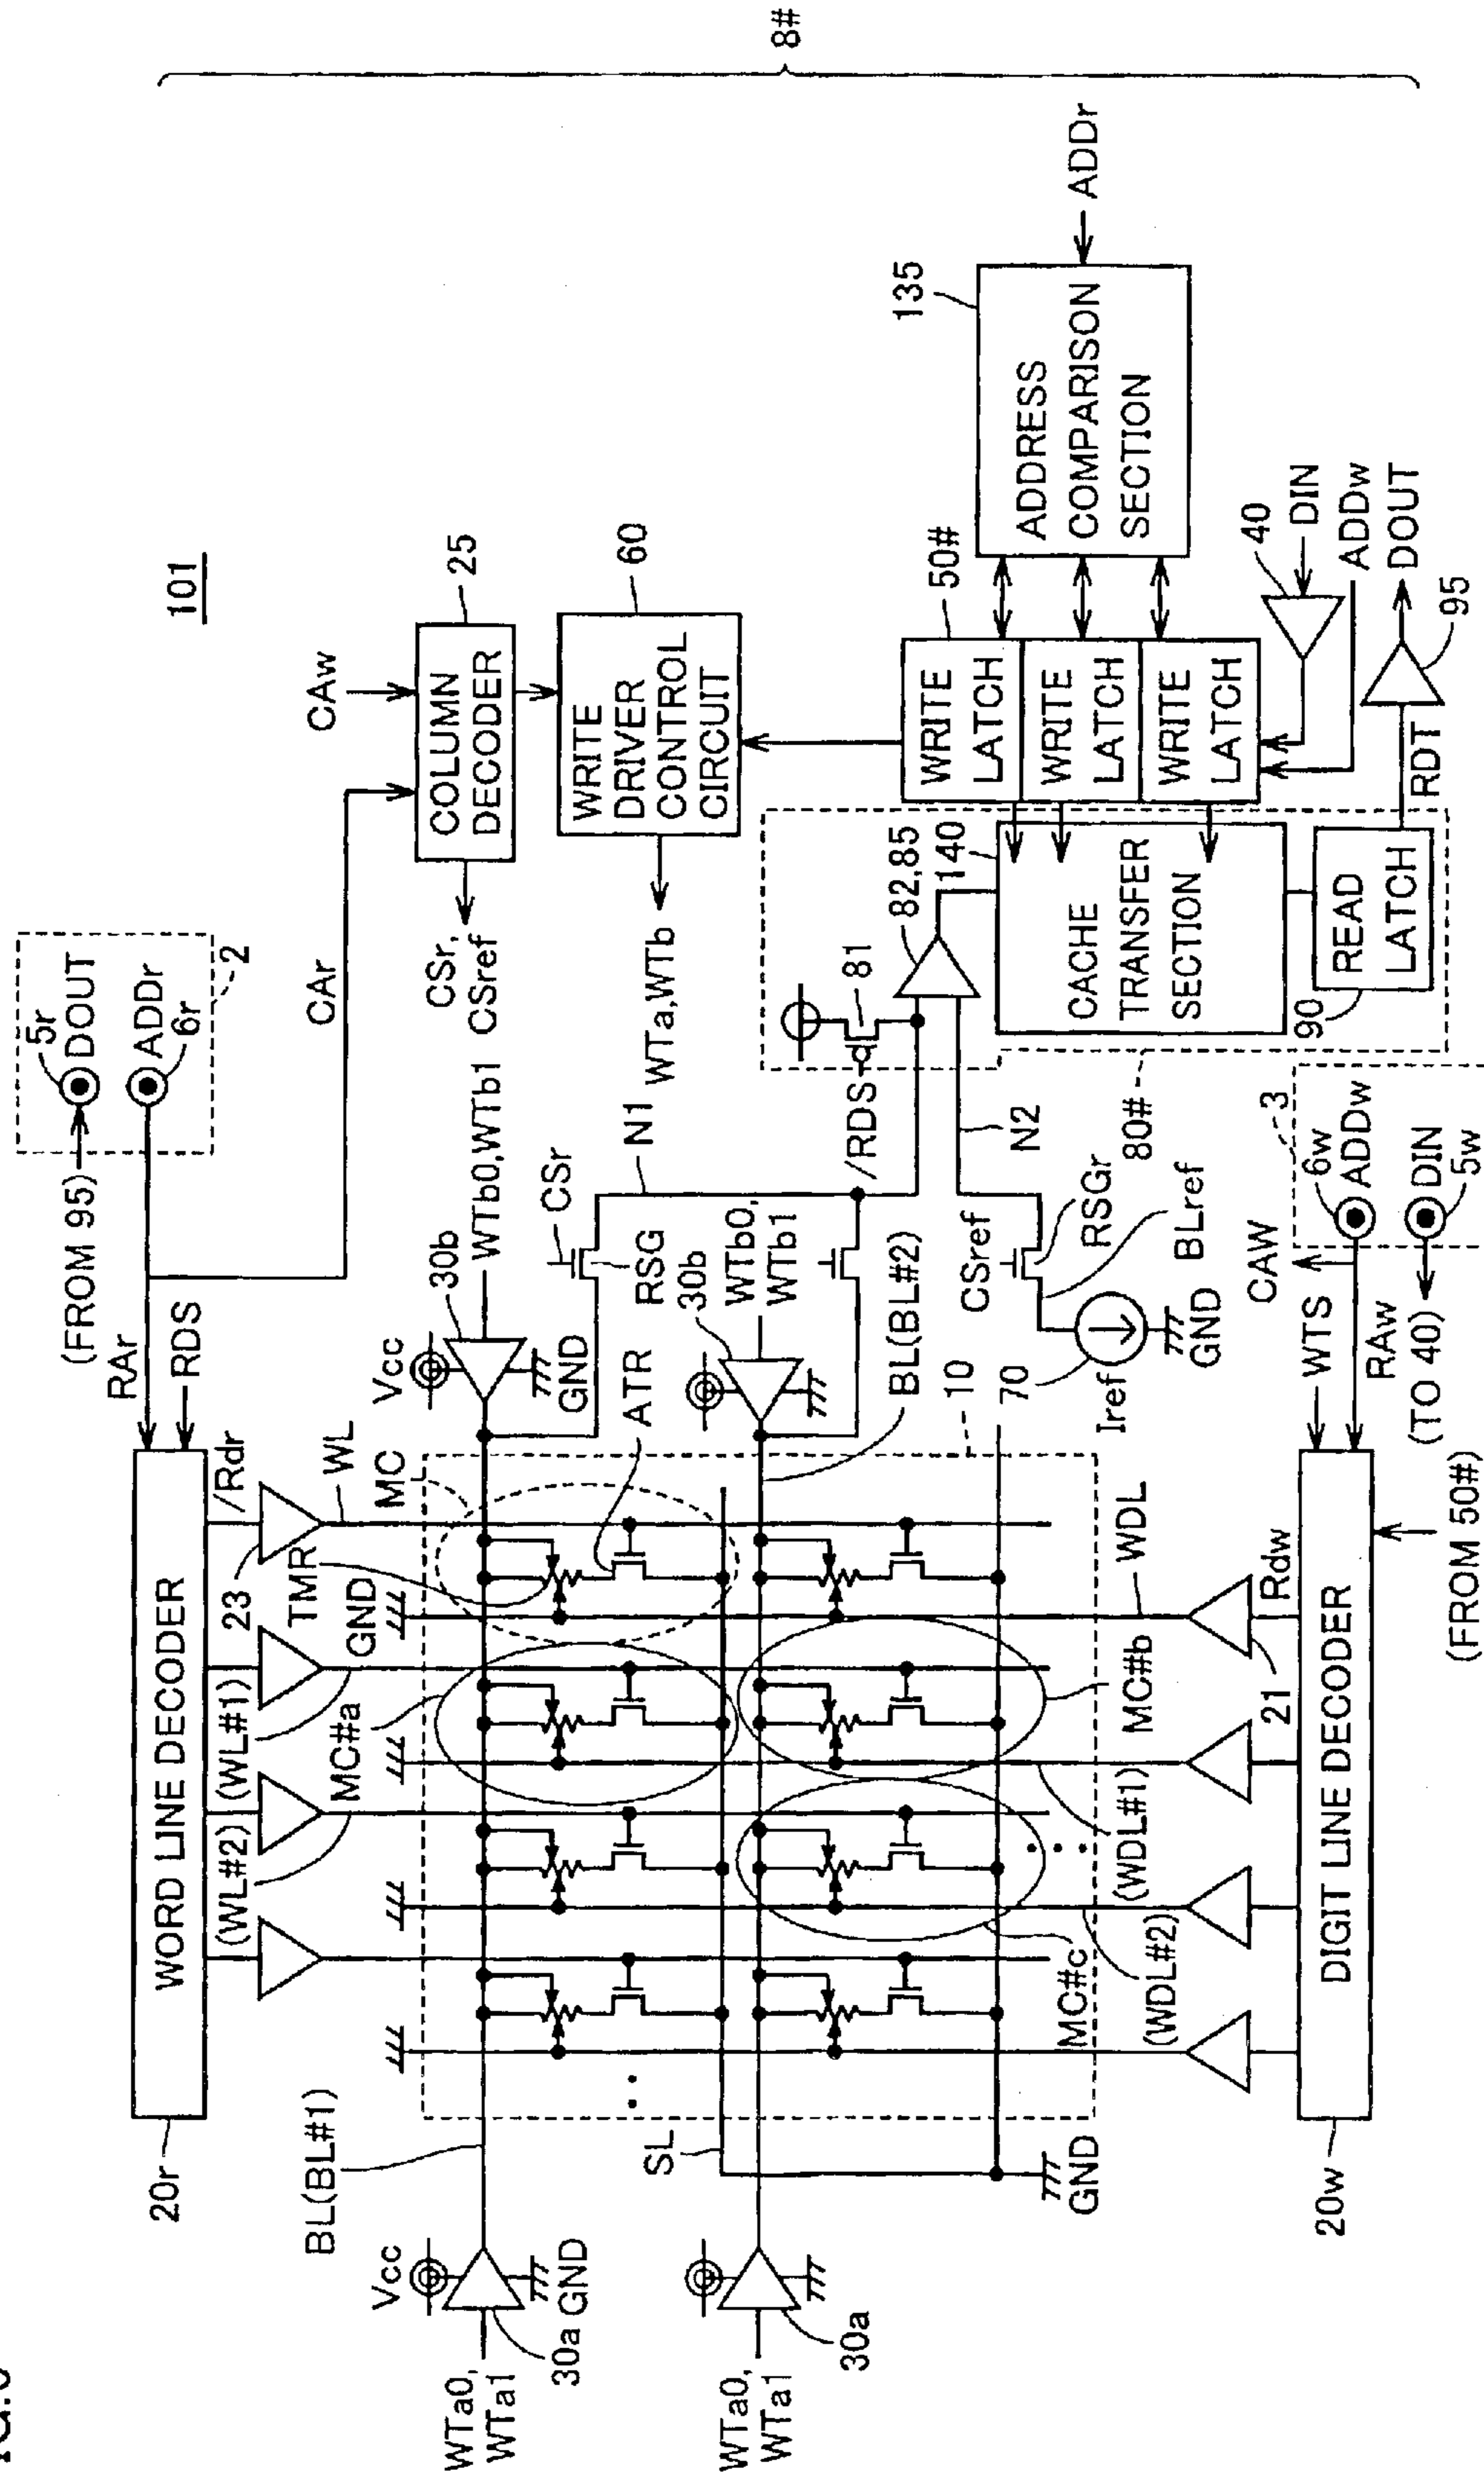 101
8#
5r
DOUT
(FROM 95)
ADDr
6r
2
RAr
RDS
CAr
CAw
WORD LINE DECODER
20r
COLUMN
DECODER
25
CSr,
CSref
WRITE
DRIVER
CONTROL
CIRCUIT
60
WTa,WTb
/Rdr
23
WL
MC
TMR
GND
(WL#1)
MC#a
(WL#2)
BL(BL#1)
Vcc
GND
30a
WTa0,
WTa1
Vcc
30b
WTb0,WTb1
GND
CSr
RSG
N1
ATR
30b
WTb0,
WTb1
BL(BL#2)
/RDS
81
82,85
140
SL
GND
30a
WTa0,
WTa1
10
70
CSref
RSGr
BLref
Iref
GND
N2
80#
CACHE
TRANSFER
SECTION
READ
LATCH
90
WRITE
LATCH
WRITE
LATCH
WRITE
LATCH
50#
ADDRESS
COMPARISON
SECTION
135
ADDr
40
DIN
ADDw
DOUT
95
RDT
WDL
MC#b
(WDL#1)
MC#c
(WDL#2)
Rdw
21
DIGIT LINE DECODER
20w
(FROM 50#)
WTS
CAW
RAw
3
6w
ADDw
DIN
5w
(TO 40)